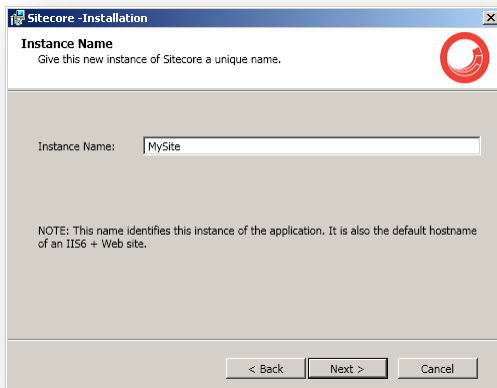 Sitecore -Installation
Instance Name
Give this new instance of Sitecore a unique name.
Instance Name: MySite
NOTE: This name identifies this instance of the application. It is also the default hostname
of an IIS6 + Web site.
< Back Next > Cancel